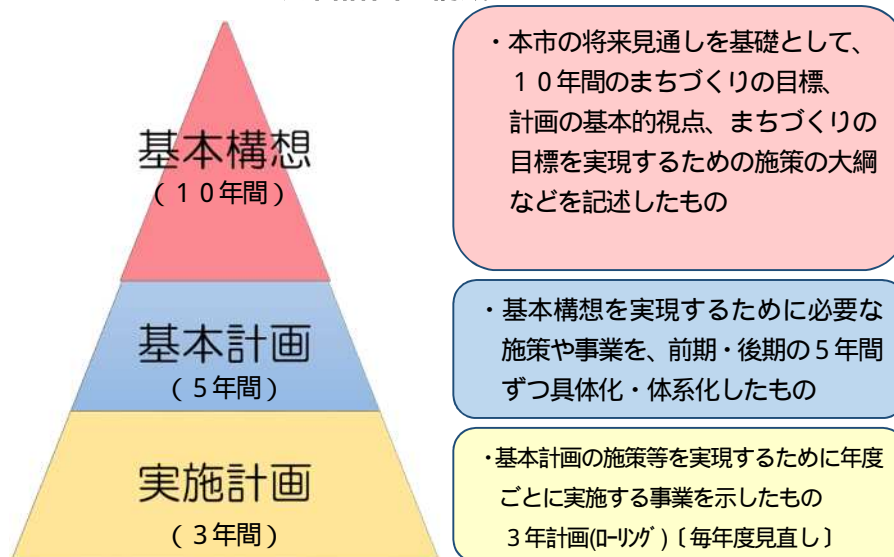 基本構想
（１０年間）
・本市の将来見通しを基礎として、
１０年間のまちづくりの目標、
計画の基本的視点、まちづくりの
目標を実現するための施策の大綱
などを記述したもの
基本計画
（５年間）
・基本構想を実現するために必要な
施策や事業を、前期・後期の５年間
ずつ具体化・体系化したもの
実施計画
（３年間）
・基本計画の施策等を実現するために年度
ごとに実施する事業を示したもの
３年計画(ﾛｰﾘﾝｸﾞ)〔毎年度見直し〕